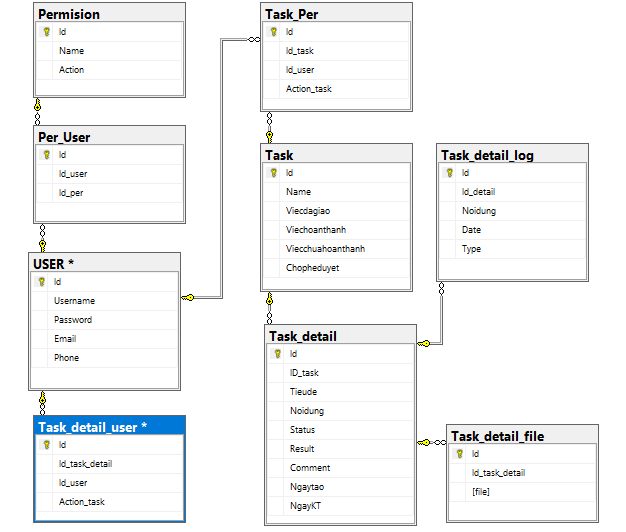 Permision
Id
Name
Action
Per_User
Id
Id_user
Id_per
USER *
Id
Username
Password
Email
Phone
Task_detail_user *
Id
Id_task_detail
Id_user
Action_task
Task_Per
Id
Id_task
Id_user
Action_task
Task
Id
Name
Viecdagiao
Viechoanthanh
Viecchuahoanthanh
Chopheduyet
Task_detail
Id
ID_task
Tieude
Noidung
Status
Result
Comment
Ngaytao
NgayKT
Task_detail_log
Id
Id_detail
Noidung
Date
Type
Task_detail_file
Id
Id_task_detail
[file]